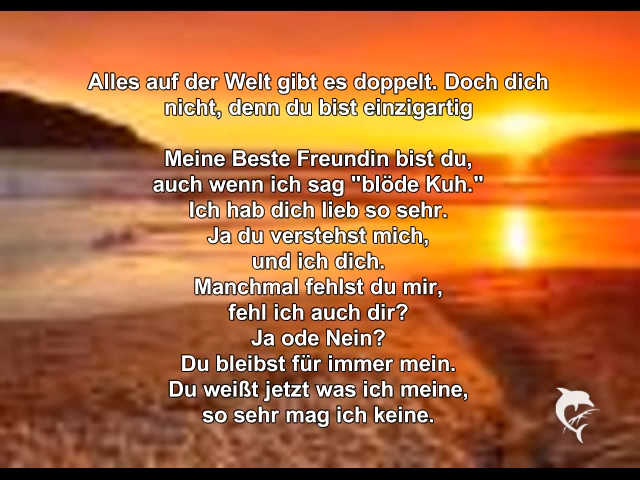 Alles auf der Welt gibt es doppelt. Doch dich
nicht, denn du bist einzigartig
Meine Beste Freundin bist du,
auch wenn ich sag "blöde Kuh."
Ich hab dich lieb so sehr.
Ja du verstehst mich,
und ich dich.
Manchmal fehlst du mir,
fehl ich auch dir?
Ja ode Nein?
Du bleibst für immer mein.
Du weißt jetzt was ich meine,
so sehr mag ich keine.